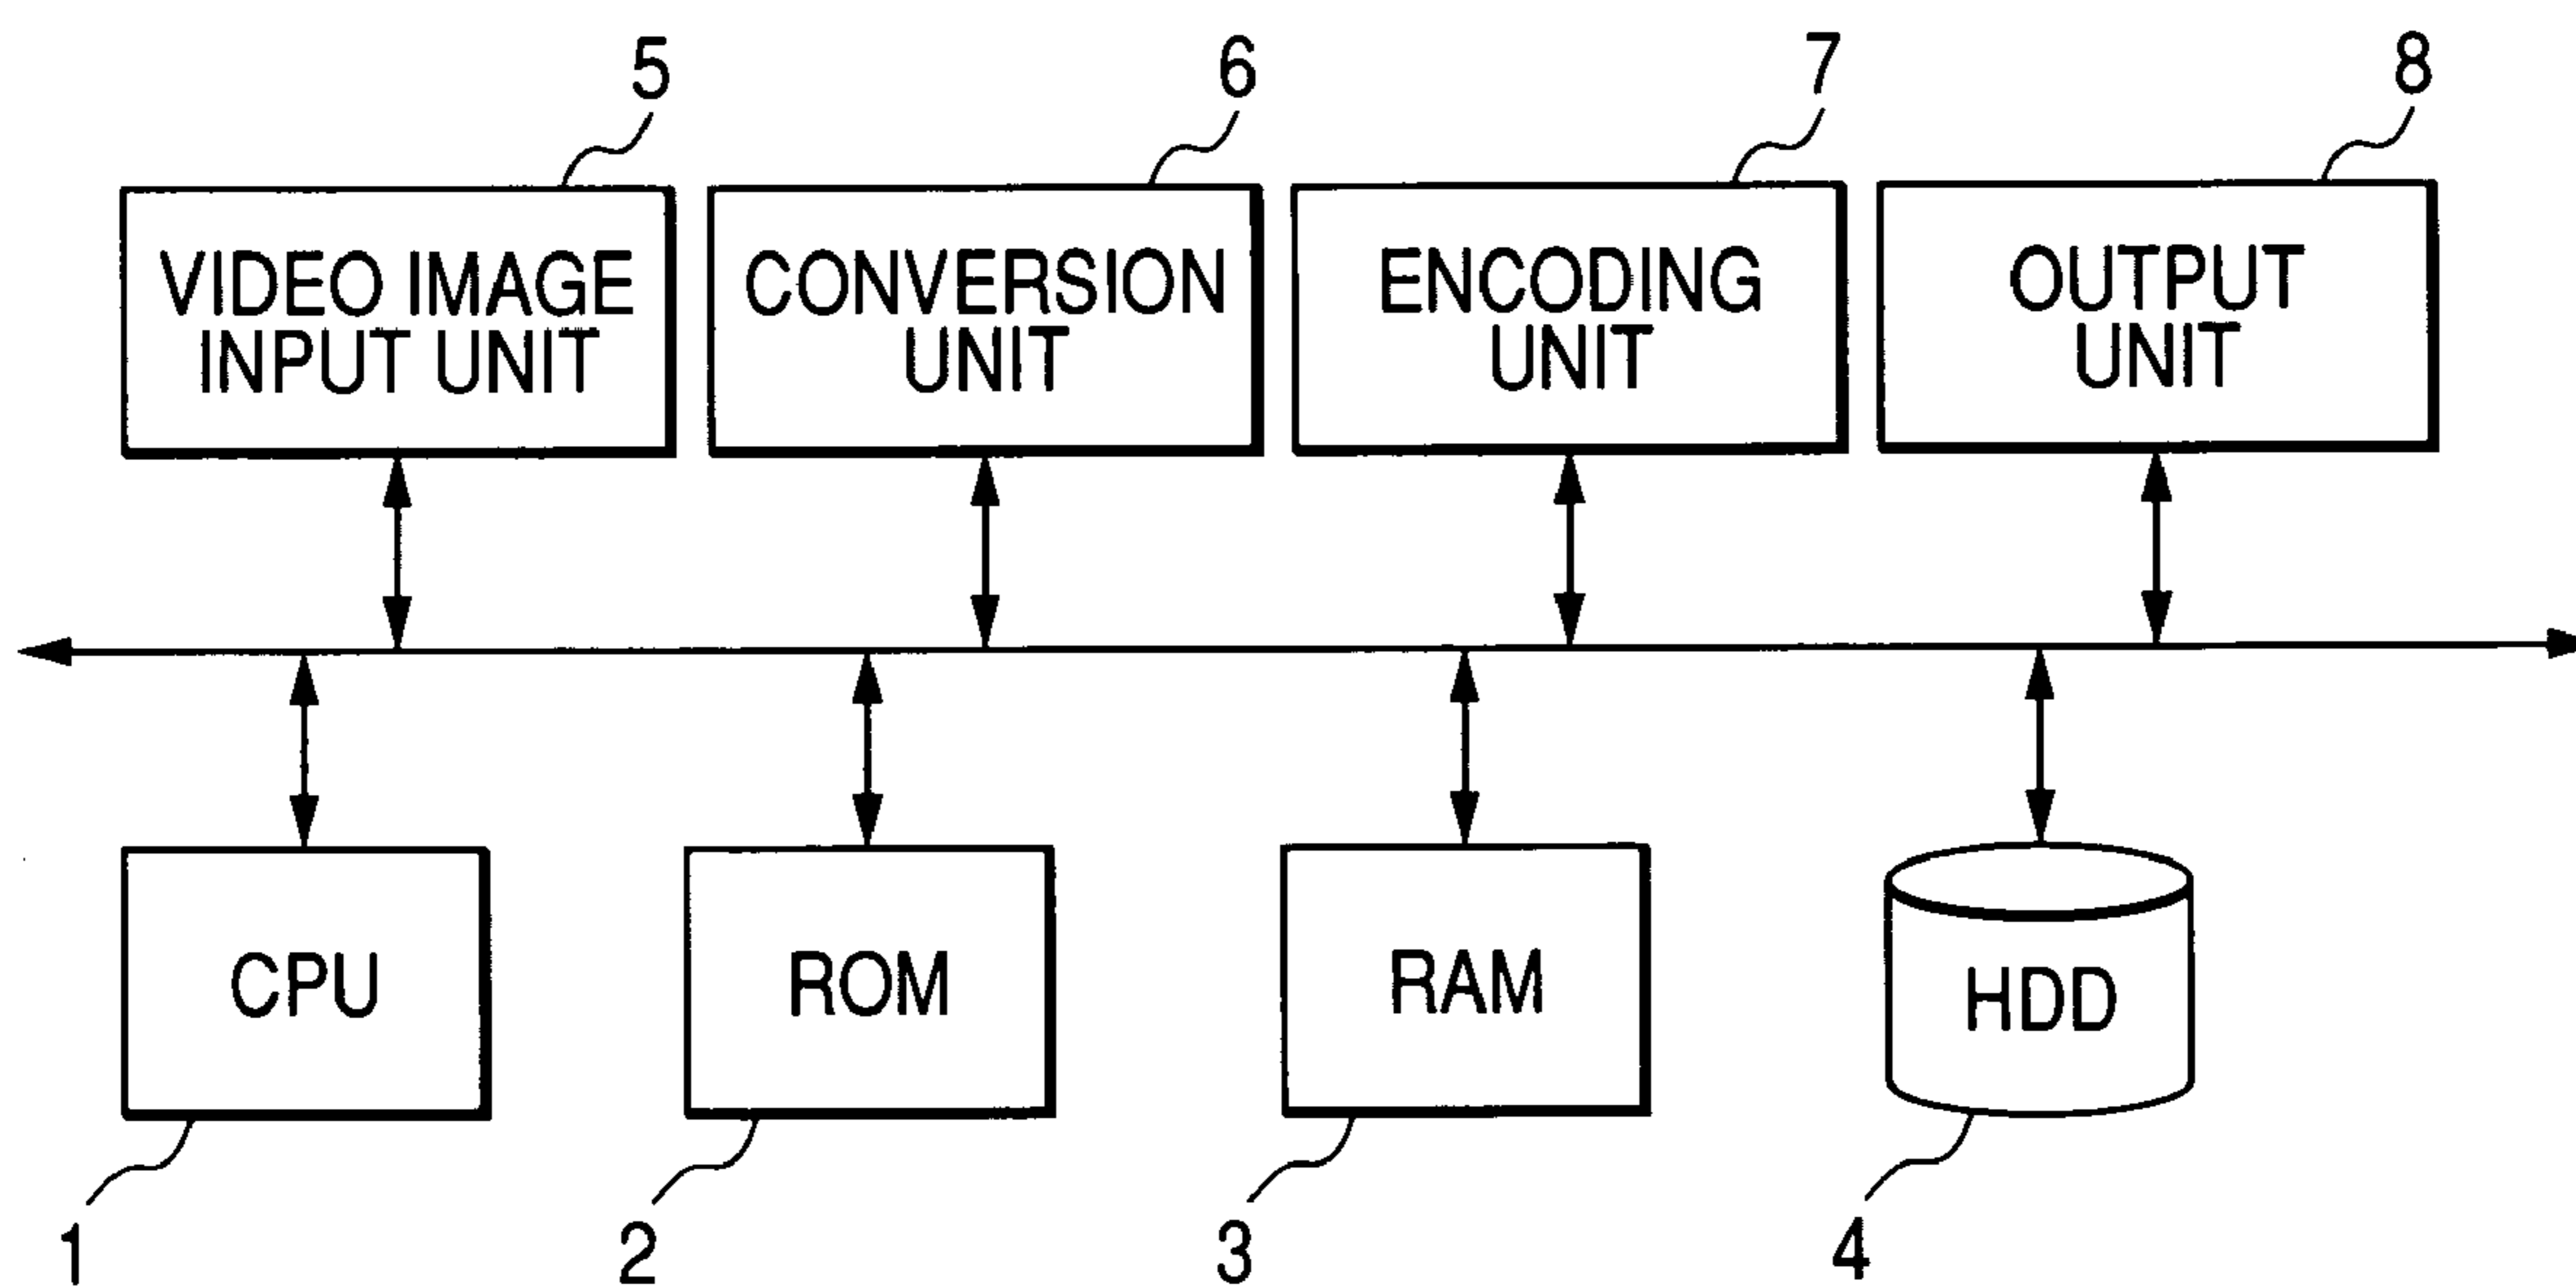 5
6
7
8
VIDEO IMAGE
INPUT UNIT
CONVERSION
UNIT
ENCODING
UNIT
OUTPUT
UNIT
CPU
ROM
RAM
HDD
1
2
3
4